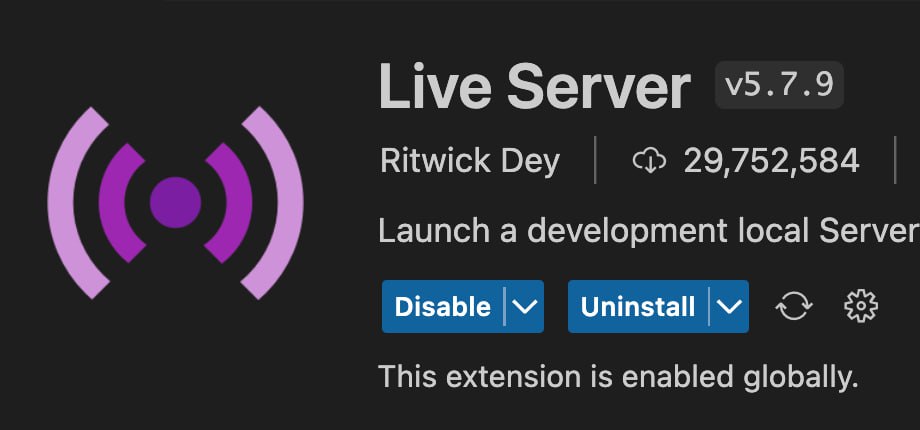 Live Server v5.7.9
Ritwick Dey 29,752,584
Launch a development local Server
Disable Uninstall
This extension is enabled globally.